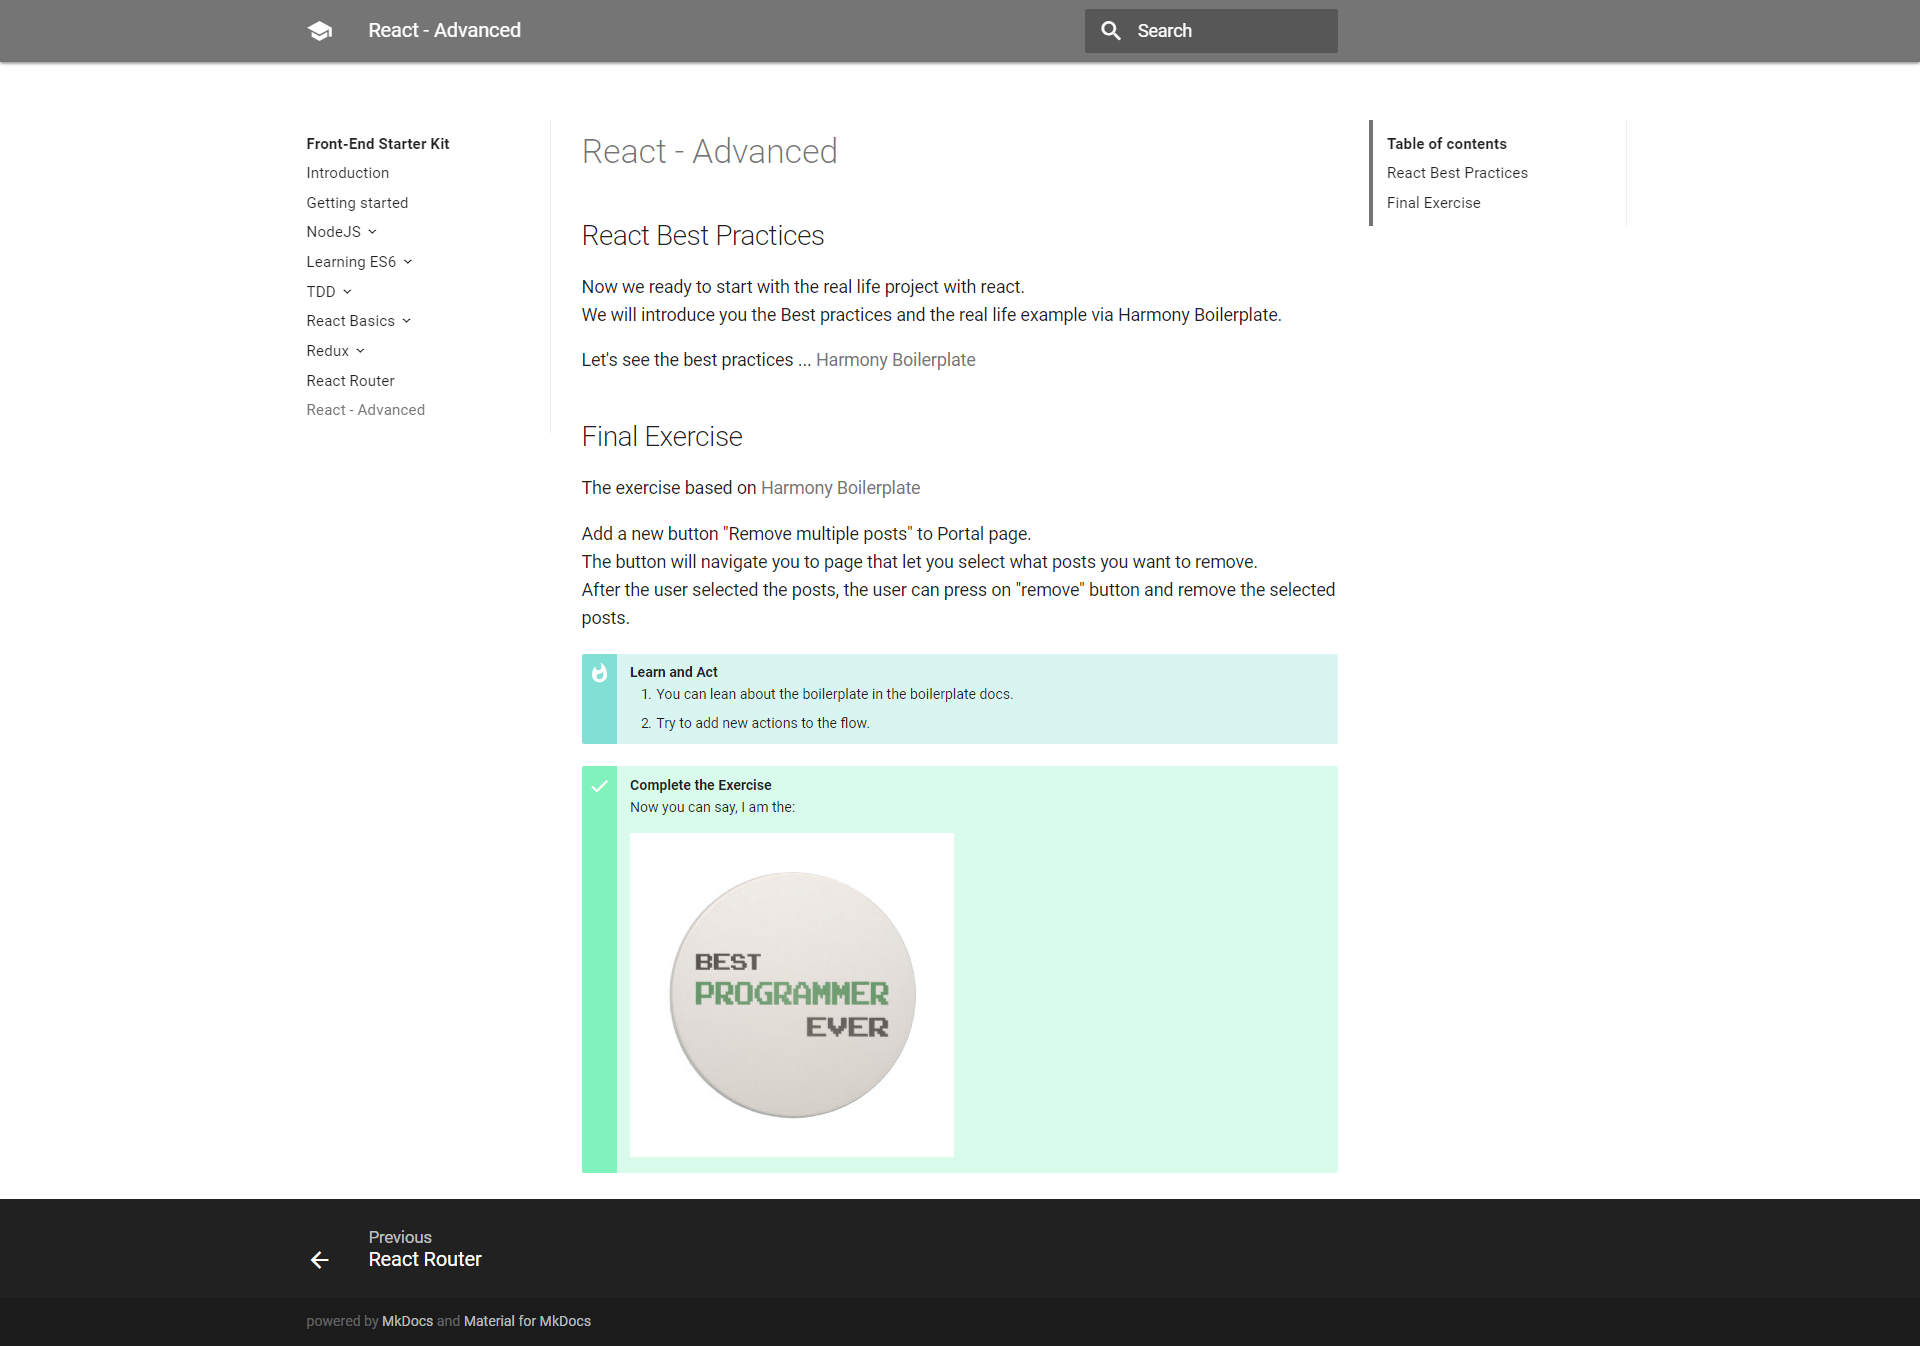 React - Advanced
Search
Front-End Starter Kit
Introduction
Getting started
NodeJS
Learning ES6
TDD
React Basics
Redux
React Router
React - Advanced
React - Advanced
React Best Practices
Now we ready to start with the real life project with react.
We will introduce you the Best practices and the real life example via Harmony Boilerplate.
Let's see the best practices ... Harmony Boilerplate
Final Exercise
The exercise based on Harmony Boilerplate
Add a new button "Remove multiple posts" to Portal page.
The button will navigate you to page that let you select what posts you want to remove.
After the user selected the posts, the user can press on "remove" button and remove the selected
posts.
Learn and Act
1. You can lean about the boilerplate in the boilerplate docs.
2. Try to add new actions to the flow.
Complete the Exercise
Now you can say, I am the:
BEST
PROGRAMMER
EVER
Table of contents
React Best Practices
Final Exercise
Previous
React Router
powered by MkDocs and Material for MkDocs